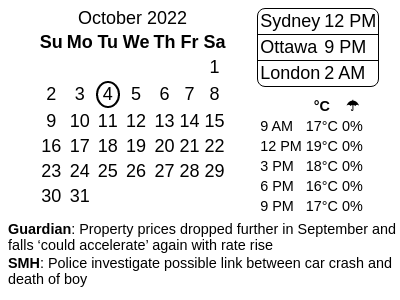 October 2022
Su Mo Tu We Th Fr Sa
1
2 3 4 5 6 7 8
9 10 11 12 13 14 15
16 17 18 19 20 21 22
23 24 25 26 27 28 29
30 31
Sydney 12 PM
Ottawa 9 PM
London 2 AM
°C ☂
9 AM 17°C 0%
12 PM 19°C 0%
3 PM 18°C 0%
6 PM 16°C 0%
9 PM 17°C 0%
Guardian: Property prices dropped further in September and
falls ‘could accelerate’ again with rate rise
SMH: Police investigate possible link between car crash and
death of boy